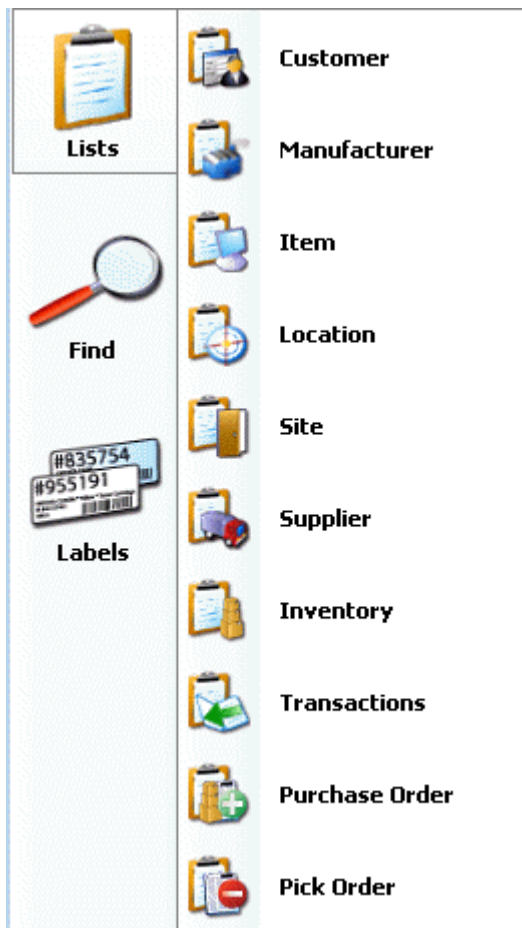 Lists
Find
#835754
#955191
Labels
Customer
Manufacturer
Item
Location
Site
Supplier
Inventory
Transactions
Purchase Order
Pick Order